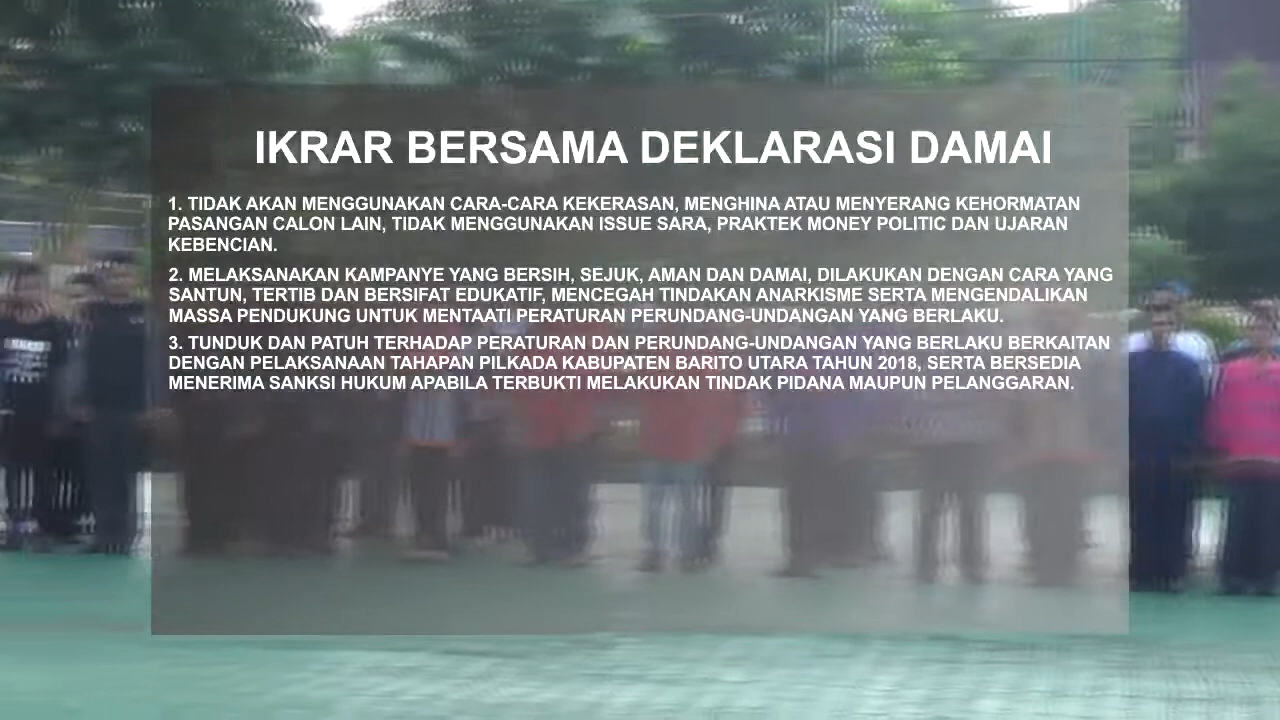 IKRAR BERSAMA DEKLARASI DAMAI
1. TIDAK AKAN MENGGUNAKAN CARA-CARA KEKERASAN, MENGHINA ATAU MENYERANG KEHORMATAN
PASANGAN CALON LAIN, TIDAK MENGGUNAKAN ISSUE SARA, PRAKTEK MONEY POLITIC DAN UJARAN
KEBENCIAN.
2. MELAKSANAKAN KAMPANYE YANG BERSIH, SEJUK, AMAN DAN DAMAI, DILAKUKAN DENGAN CARA YANG
SANTUN, TERTIB DAN BERSIFAT EDUKATIF, MENCEGAH TINDAKAN ANARKISME SERTA MENGENDALIKAN
MASSA PENDUKUNG UNTUK MENTAATI PERATURAN PERUNDANG-UNDANGAN YANG BERLAKU.
3. TUNDUK DAN PATUH TERHADAP PERATURAN DAN PERUNDANG-UNDANGAN YANG BERLAKU BERKAITAN
DENGAN PELAKSANAAN TAHAPAN PILKADA KABUPATEN BARITO UTARA TAHUN 2018, SERTA BERSEDIA
MENERIMA SANKSI HUKUM APABILA TERBUKTI MELAKUKAN TINDAK PIDANA MAUPUN PELANGGARAN.